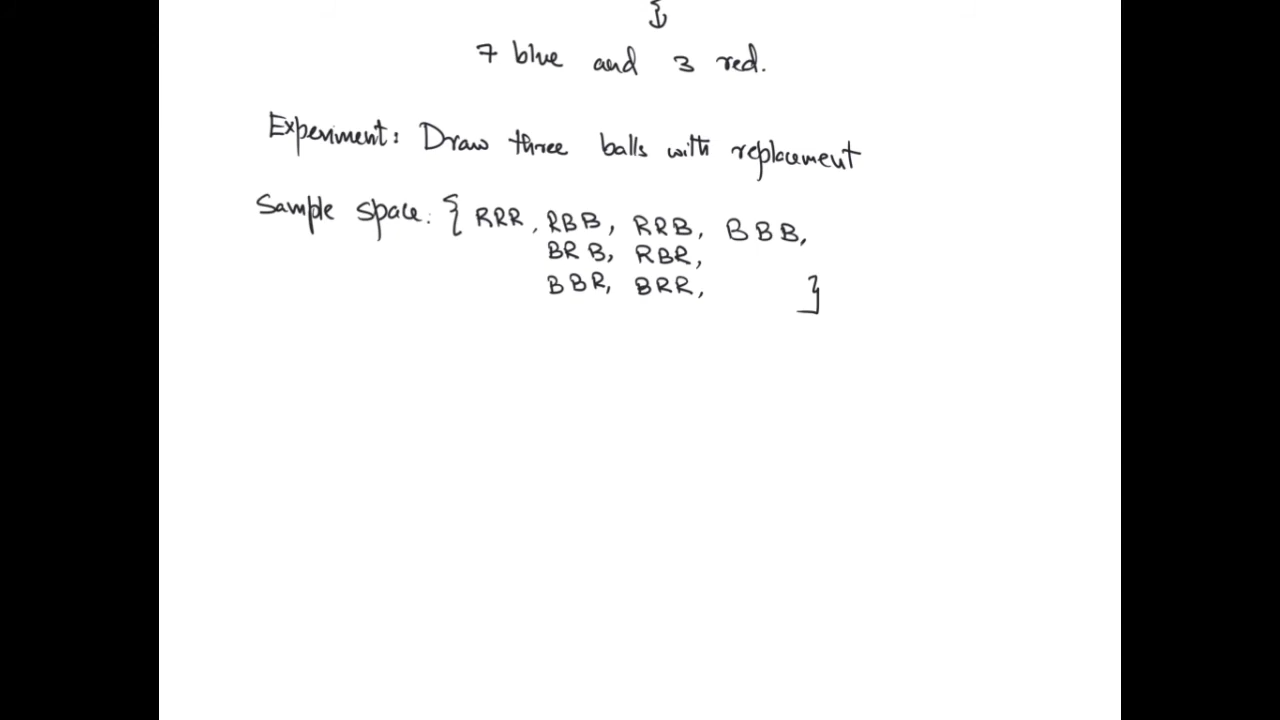 7 blue and 3 red.
Experiment: Draw three balls with replacement
Sample space: { RRR, RBB, RRB, BBB,
BRB, RBR,
BBR, BRR, }